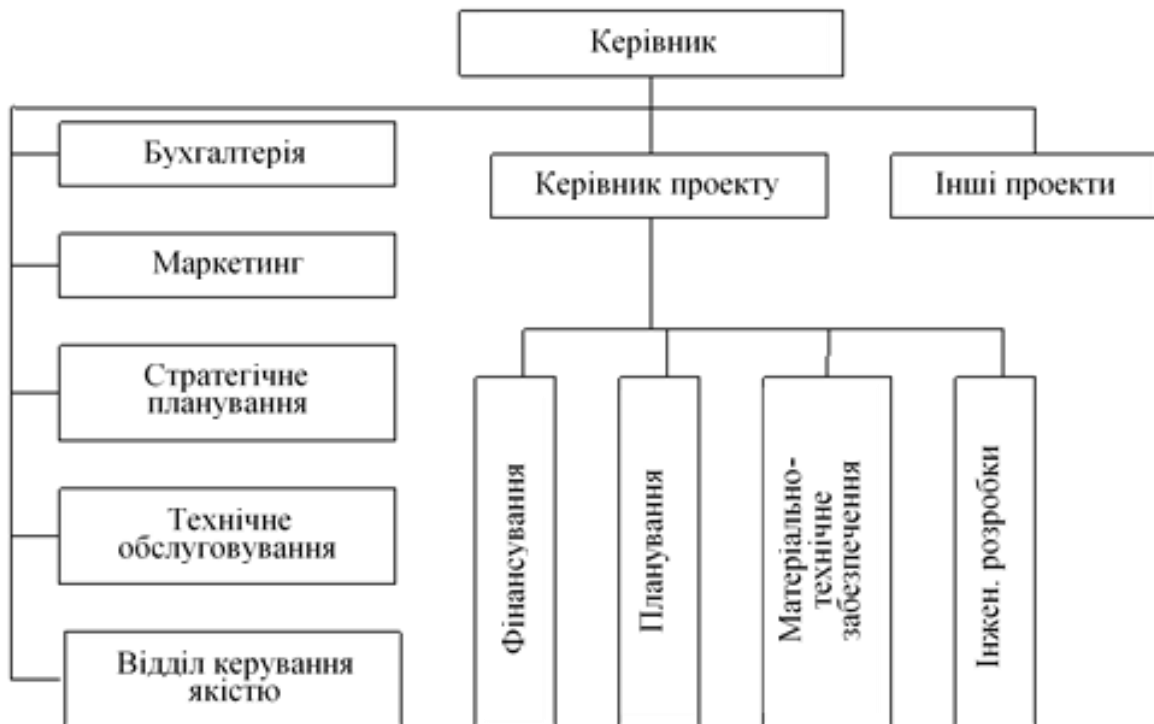 Керівник
Бухгалтерія
Керівник проекту
Інші проекти
Маркетинг
Стратегічне
планування
Технічне
обслуговування
Відділ керування
якістю
Фінансування
Планування
Матеріально-
технічне
забезпечення
Інжен. розробки